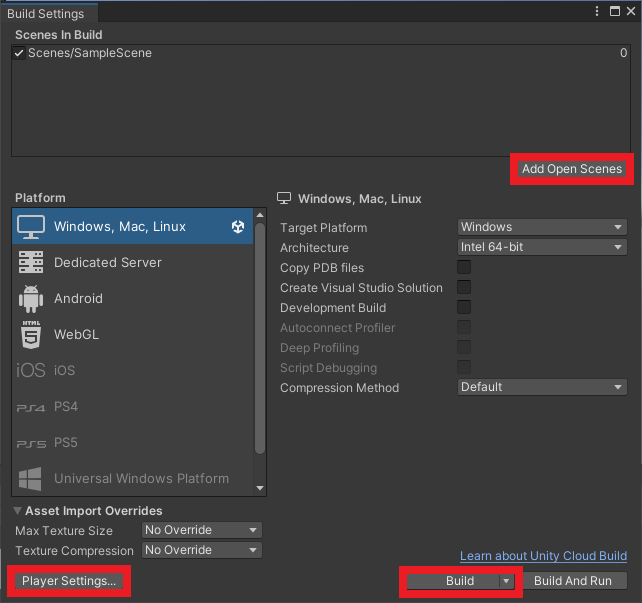 Build Settings
Scenes In Build
Scenes/SampleScene 0
Add Open Scenes
Platform
Windows, Mac, Linux
Dedicated Server
Android
HTML
WebGL
iOS iOS
PS4 PS4
PS5 PS5
Universal Windows Platform
Windows, Mac, Linux
Target Platform Windows
Architecture Intel 64-bit
Copy PDB files
Create Visual Studio Solution
Development Build
Autoconnect Profiler
Deep Profiling
Script Debugging
Compression Method Default
Asset Import Overrides
Max Texture Size No Override
Texture Compression No Override
Learn about Unity Cloud Build
Player Settings... Build Build And Run